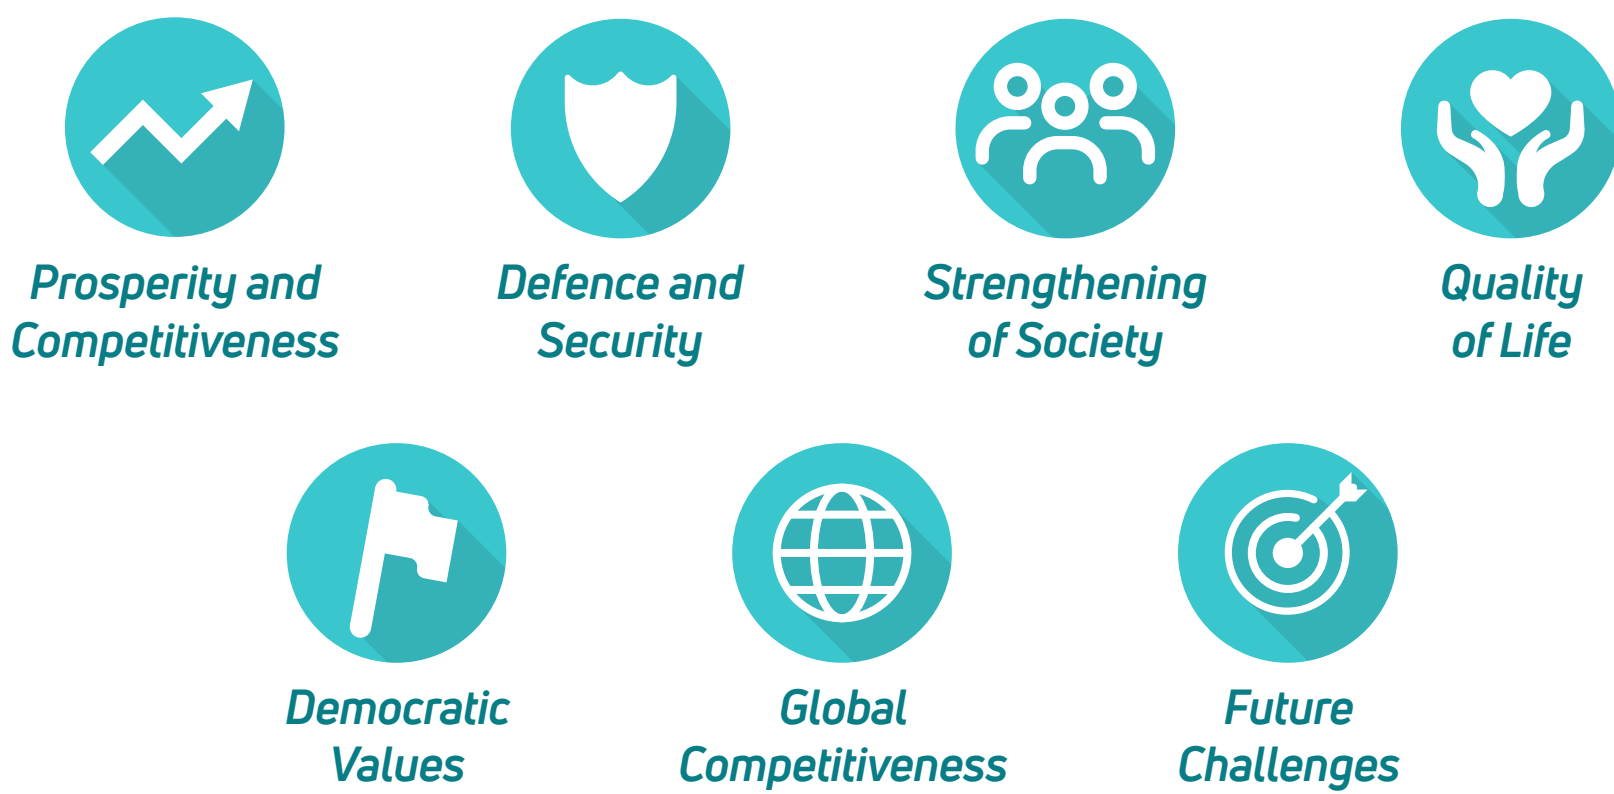 Prosperity and
Competitiveness
Defence and
Security
Strengthening
of Society
Quality
of Life
Democratic
Values
Global
Competitiveness
Future
Challenges